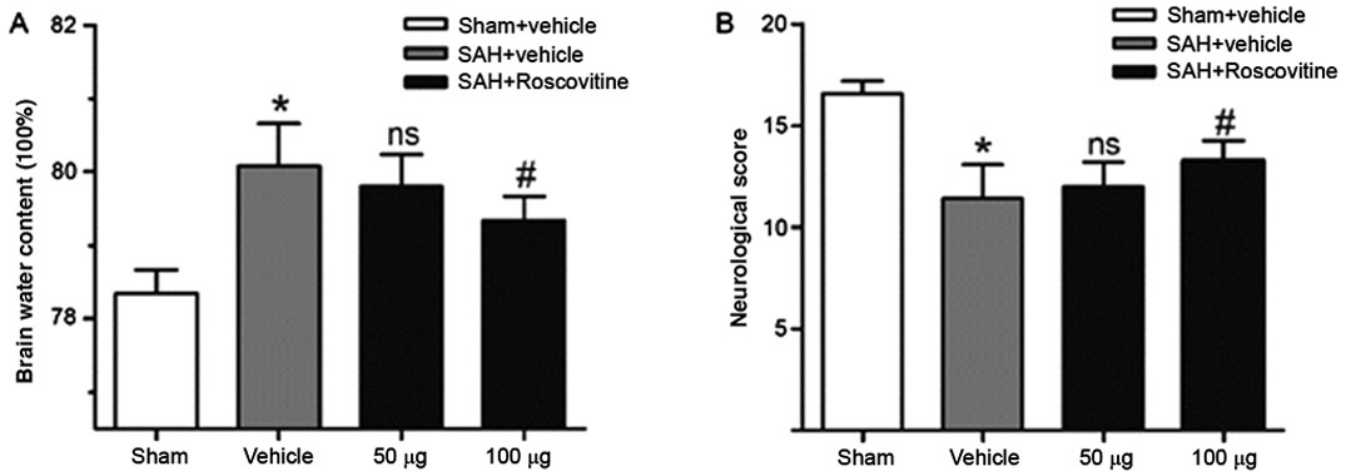 A
82
80
78
Brain water content (100%)
Sham+vehicle
SAH+vehicle
SAH+Roscovitine
*
ns
#
Sham Vehicle 50 μg 100 μg
B
20
15
10
5
Neurological score
Sham+vehicle
SAH+vehicle
SAH+Roscovitine
*
ns
#
Sham Vehicle 50 μg 100 μg